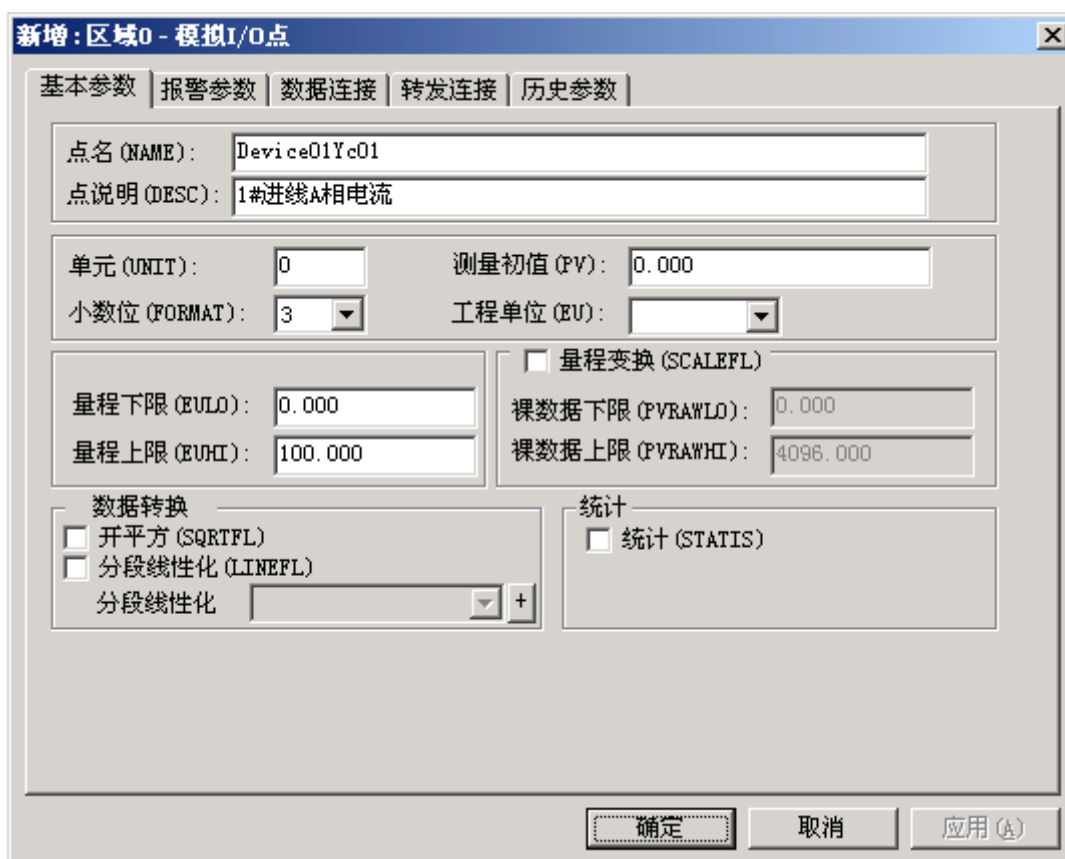 新增:区域0 - 模拟I/O点
基本参数 报警参数 数据连接 转发连接 历史参数
点名(NAME): Device01Yc01
点说明(DESC): 1#进线A相电流
单元(UNIT): 0 测量初值(PV): 0.000
小数位(FORMAT): 3 工程单位(EU):
量程变换(SCALEFL)
量程下限(EULO): 0.000 裸数据下限(PVRAWLO): 0.000
量程上限(EUHI): 100.000 裸数据上限(PVRAWHI): 4096.000
数据转换 统计
开平方(SQRTFL) 统计(STATIS)
分段线性化(LINEFL)
分段线性化 +
确定 取消 应用(A)